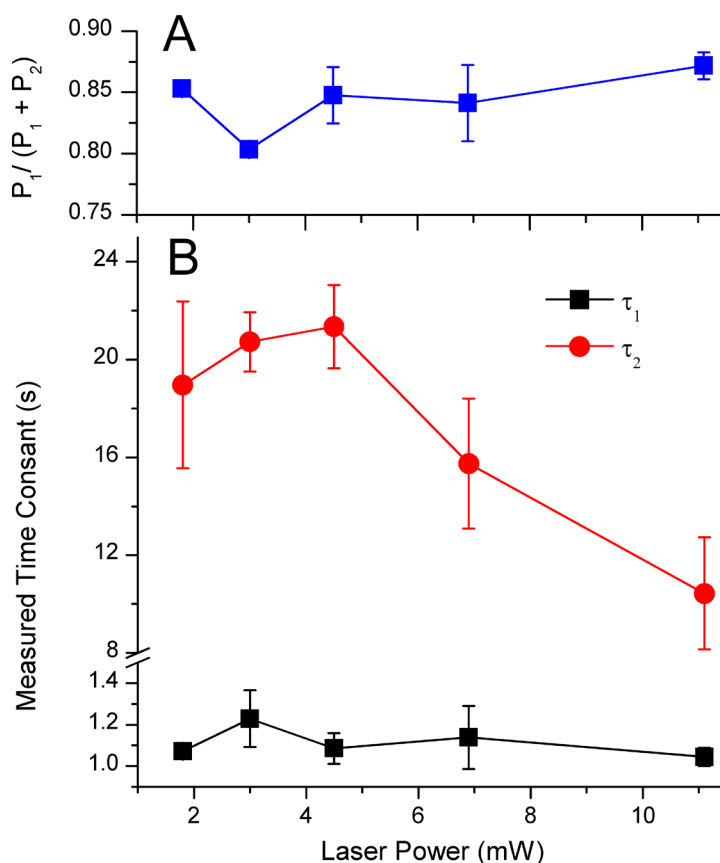 A
0.90
0.85
0.80
0.75
P₁/ (P₁ + P₂)
B
24
20
16
12
8
1.4
1.2
1.0
Measured Time Consant (s)
τ₁
τ₂
2 4 6 8 10
Laser Power (mW)